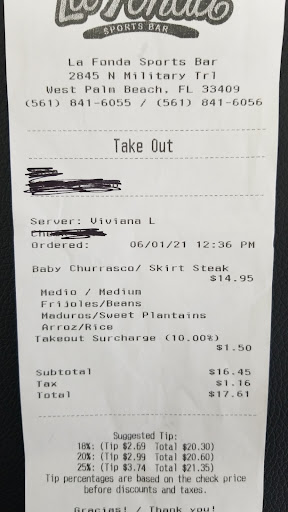 La Fonda
SPORTS BAR
La Fonda Sports Bar
2845 N Military Trl
West Palm Beach, FL 33409
(561) 841-6055 / (561) 841-6056
Take Out
Server: Viviana L
Ordered: 06/01/21 12:36 PM
Baby Churrasco/ Skirt Steak
$14.95
Medio / Medium
Frijoles/Beans
Maduros/Sweet Plantains
Arroz/Rice
Takeout Surcharge (10.00%)
$1.50
Subtotal $16.45
Tax $1.16
Total $17.61
Suggested Tip:
18%: (Tip $2.69 Total $20.30)
20%: (Tip $2.99 Total $20.60)
25%: (Tip $3.74 Total $21.35)
Tip percentages are based on the check price
before discounts and taxes.
Gracias! / Thank you!